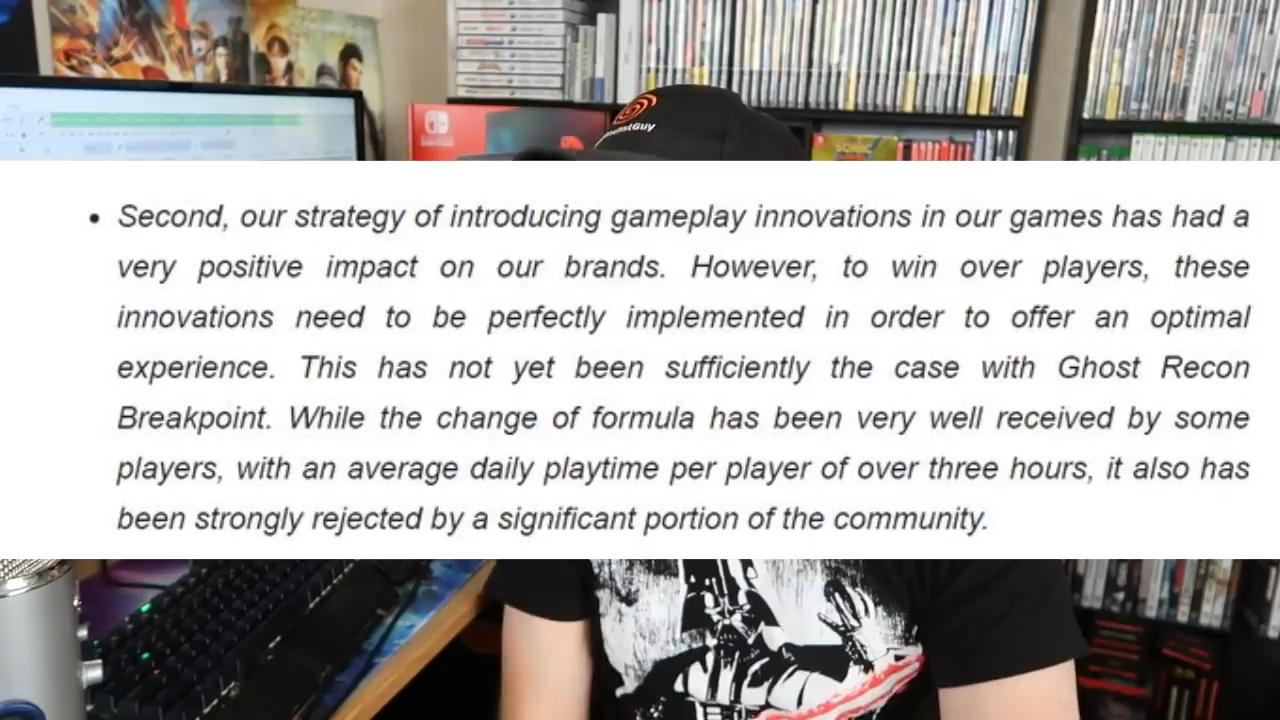 SONIC
Guy
• Second, our strategy of introducing gameplay innovations in our games has had a
very positive impact on our brands. However, to win over players, these
innovations need to be perfectly implemented in order to offer an optimal
experience. This has not yet been sufficiently the case with Ghost Recon
Breakpoint. While the change of formula has been very well received by some
players, with an average daily playtime per player of over three hours, it also has
been strongly rejected by a significant portion of the community.